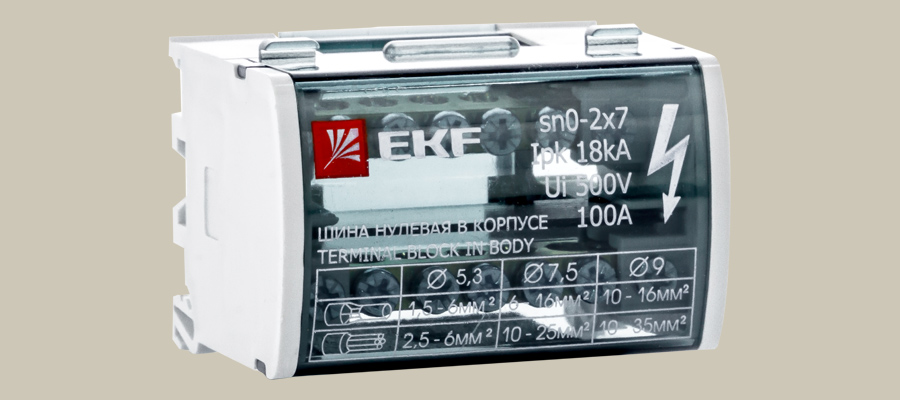 EKF
sn0-2x7
Ipk 18kA
Ui 500V
100A
ШИНА НУЛЕВАЯ В КОРПУСЕ
TERMINAL BLOCK IN BODY
Ø 5,3 Ø 7,5 Ø 9
1,5 - 6мм² 6 - 16мм² 10 - 16мм²
2,5 - 6мм² 10 - 25мм² 10 - 35мм²